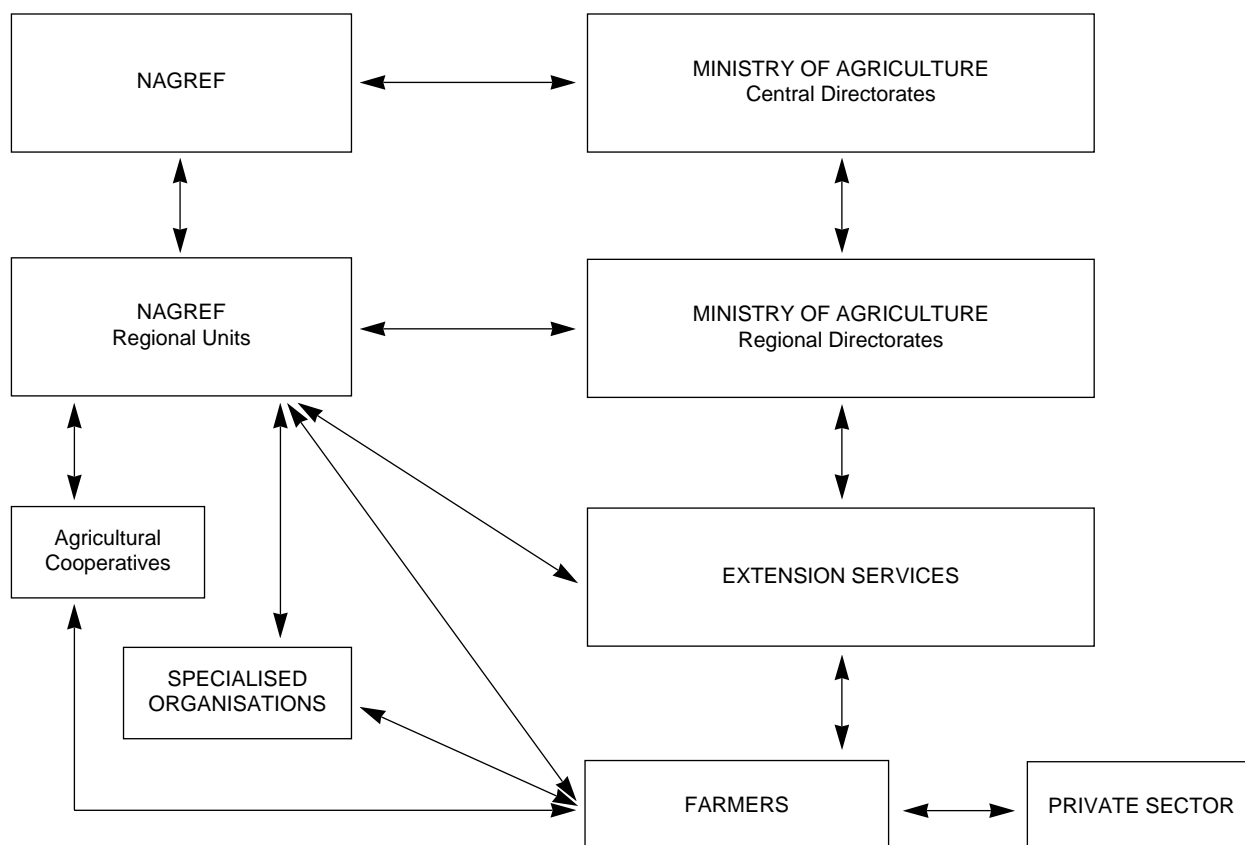 NAGREF
MINISTRY OF AGRICULTURE
Central Directorates
NAGREF
Regional Units
MINISTRY OF AGRICULTURE
Regional Directorates
Agricultural
Cooperatives
EXTENSION SERVICES
SPECIALISED
ORGANISATIONS
FARMERS
PRIVATE SECTOR